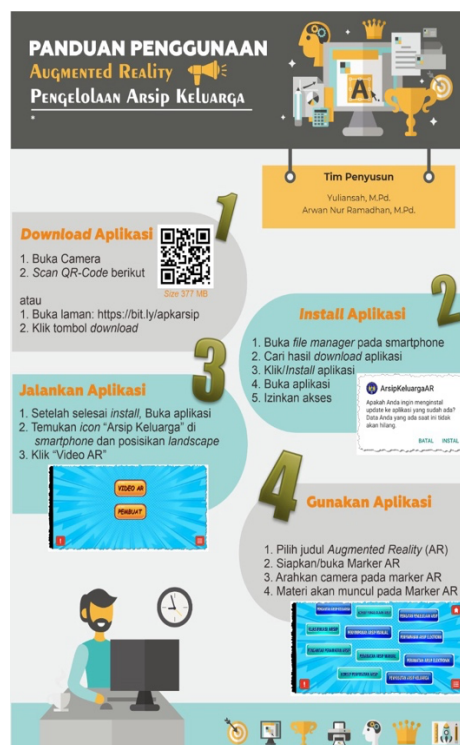 PANDUAN PENGGUNAAN
AUGMENTED REALITY
PENGELOLAAN ARSIP KELUARGA
A
Tim Penyusun
Yuliansah, M.Pd.
Arwan Nur Ramadhan, M.Pd.
1
Download Aplikasi
1. Buka Camera
2. Scan QR-Code berikut
Size 377 MB
atau
1. Buka laman: https://bit.ly/apkarsip
2. Klik tombol download
2
Install Aplikasi
1. Buka file manager pada smartphone
2. Cari hasil download aplikasi
3. Klik/Install aplikasi
4. Buka aplikasi
5. Izinkan akses
ArsipKeluargaAR
Apakah Anda ingin menginstal
update ke aplikasi yang sudah ada?
Data Anda yang ada saat ini tidak
akan hilang.
BATAL INSTAL
3
Jalankan Aplikasi
1. Setelah selesai install, Buka aplikasi
2. Temukan icon “Arsip Keluarga” di
smartphone dan posisikan landscape
3. Klik “Video AR”
VIDEO AR
PEMBUAT
4
Gunakan Aplikasi
1. Pilih judul Augmented Reality (AR)
2. Siapkan/buka Marker AR
3. Arahkan camera pada marker AR
4. Materi akan muncul pada Marker AR